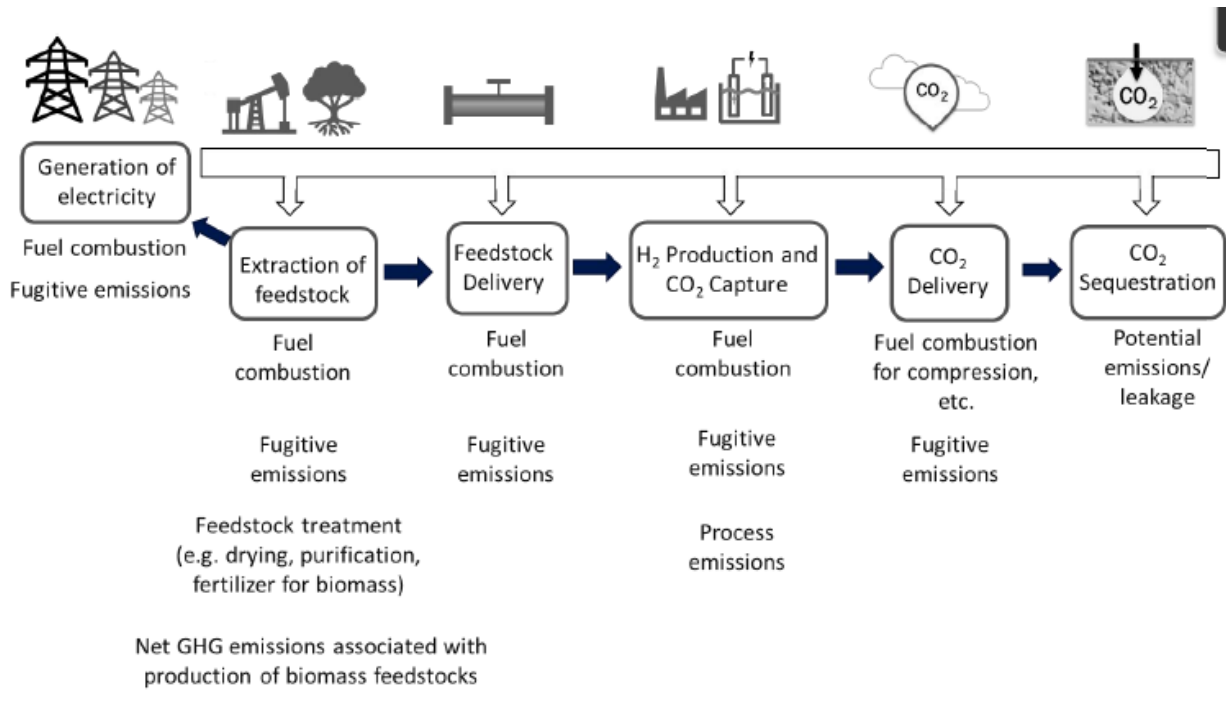 CO₂
CO₂
Generation of
electricity
Fuel combustion
Fugitive emissions
Extraction of
feedstock
Fuel
combustion
Fugitive
emissions
Feedstock treatment
(e.g. drying, purification,
fertilizer for biomass)
Net GHG emissions associated with
production of biomass feedstocks
Feedstock
Delivery
Fuel
combustion
Fugitive
emissions
H₂ Production and
CO₂ Capture
Fuel
combustion
Fugitive
emissions
Process
emissions
CO₂
Delivery
Fuel combustion
for compression,
etc.
Fugitive
emissions
CO₂
Sequestration
Potential
emissions/
leakage